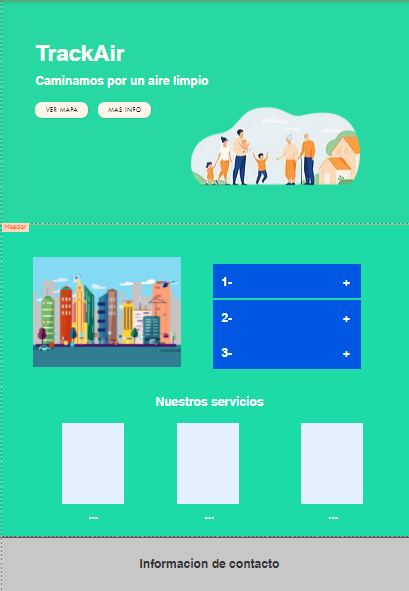 TrackAir
Caminamos por un aire limpio
VER MAPA
MAS INFO
Header
1-
+
2-
+
3-
+
Nuestros servicios
...
...
...
Informacion de contacto